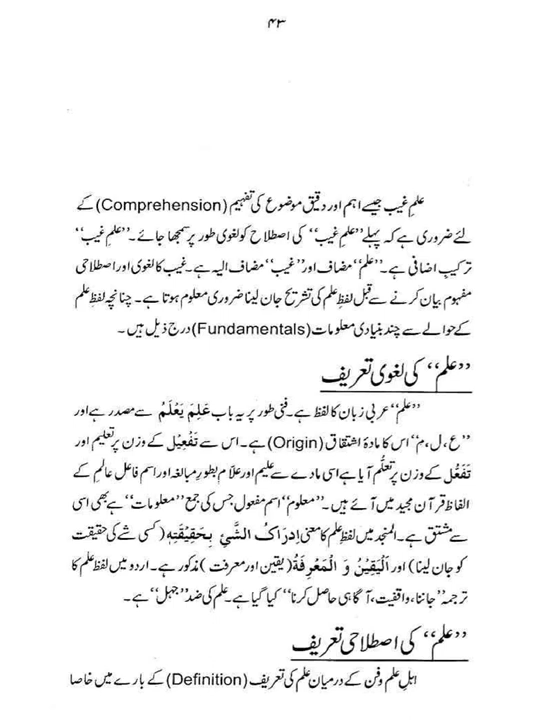 ۴۳
علمِ غیب جیسے اہم اور دقیق موضوع کی تفہیم (Comprehension) کے
لئے ضروری ہے کہ پہلے ’’علمِ غیب‘‘ کی اصطلاح کو لغوی طور پر سمجھا جائے۔ ’’علمِ غیب‘‘
ترکیب اضافی ہے۔ ’’علم‘‘ مضاف اور ’’غیب‘‘ مضاف الیہ ہے۔ غیب کا لغوی اور اصطلاحی
مفہوم بیان کرنے سے قبل لفظِ علم کی تشریح جان لینا ضروری معلوم ہوتا ہے۔ چنانچہ لفظِ علم
کے حوالے سے چند بنیادی معلومات (Fundamentals) درج ذیل ہیں ۔
’’علم‘‘ کی لغوی تعریف
’’علم‘‘ عربی زبان کا لفظ ہے۔ فنی طور پر یہ باب عَلِمَ یَعْلَمُ سے مصدر ہے اور
’’ع ، ل ، م‘‘ اس کا مادۂ اشتقاق (Origin) ہے۔ اس سے تَفْعِیْل کے وزن پر تعلیم اور
تَفَعُّل کے وزن پر تعلُّم آیا ہے اسی مادے سے علیم اور علاّم بطورِ مبالغہ اور اسم فاعل عالم کے
الفاظ قرآن مجید میں آئے ہیں۔ ’’معلوم‘‘ اسم مفعول جس کی جمع ’’معلومات‘‘ ہے بھی اسی
سے مشتق ہے۔ المنجد میں لفظِ علم کا معنی اِدرَاکُ الشَّیْئِ بِحَقِیْقَتِہٖ (کسی شے کی حقیقت
کو جان لینا) اور اَلْیَقِیْنُ وَ الْمَعْرِفَۃُ (یقین اور معرفت) مذکور ہے۔ اردو میں لفظِ علم کا
ترجمہ ’’جاننا، واقفیت، آگاہی حاصل کرنا‘‘ کیا گیا ہے۔ علم کی ضد ’’جہل‘‘ ہے۔
’’علم‘‘ کی اصطلاحی تعریف
اہلِ علم و فن کے درمیان علم کی تعریف (Definition) کے بارے میں خاصا